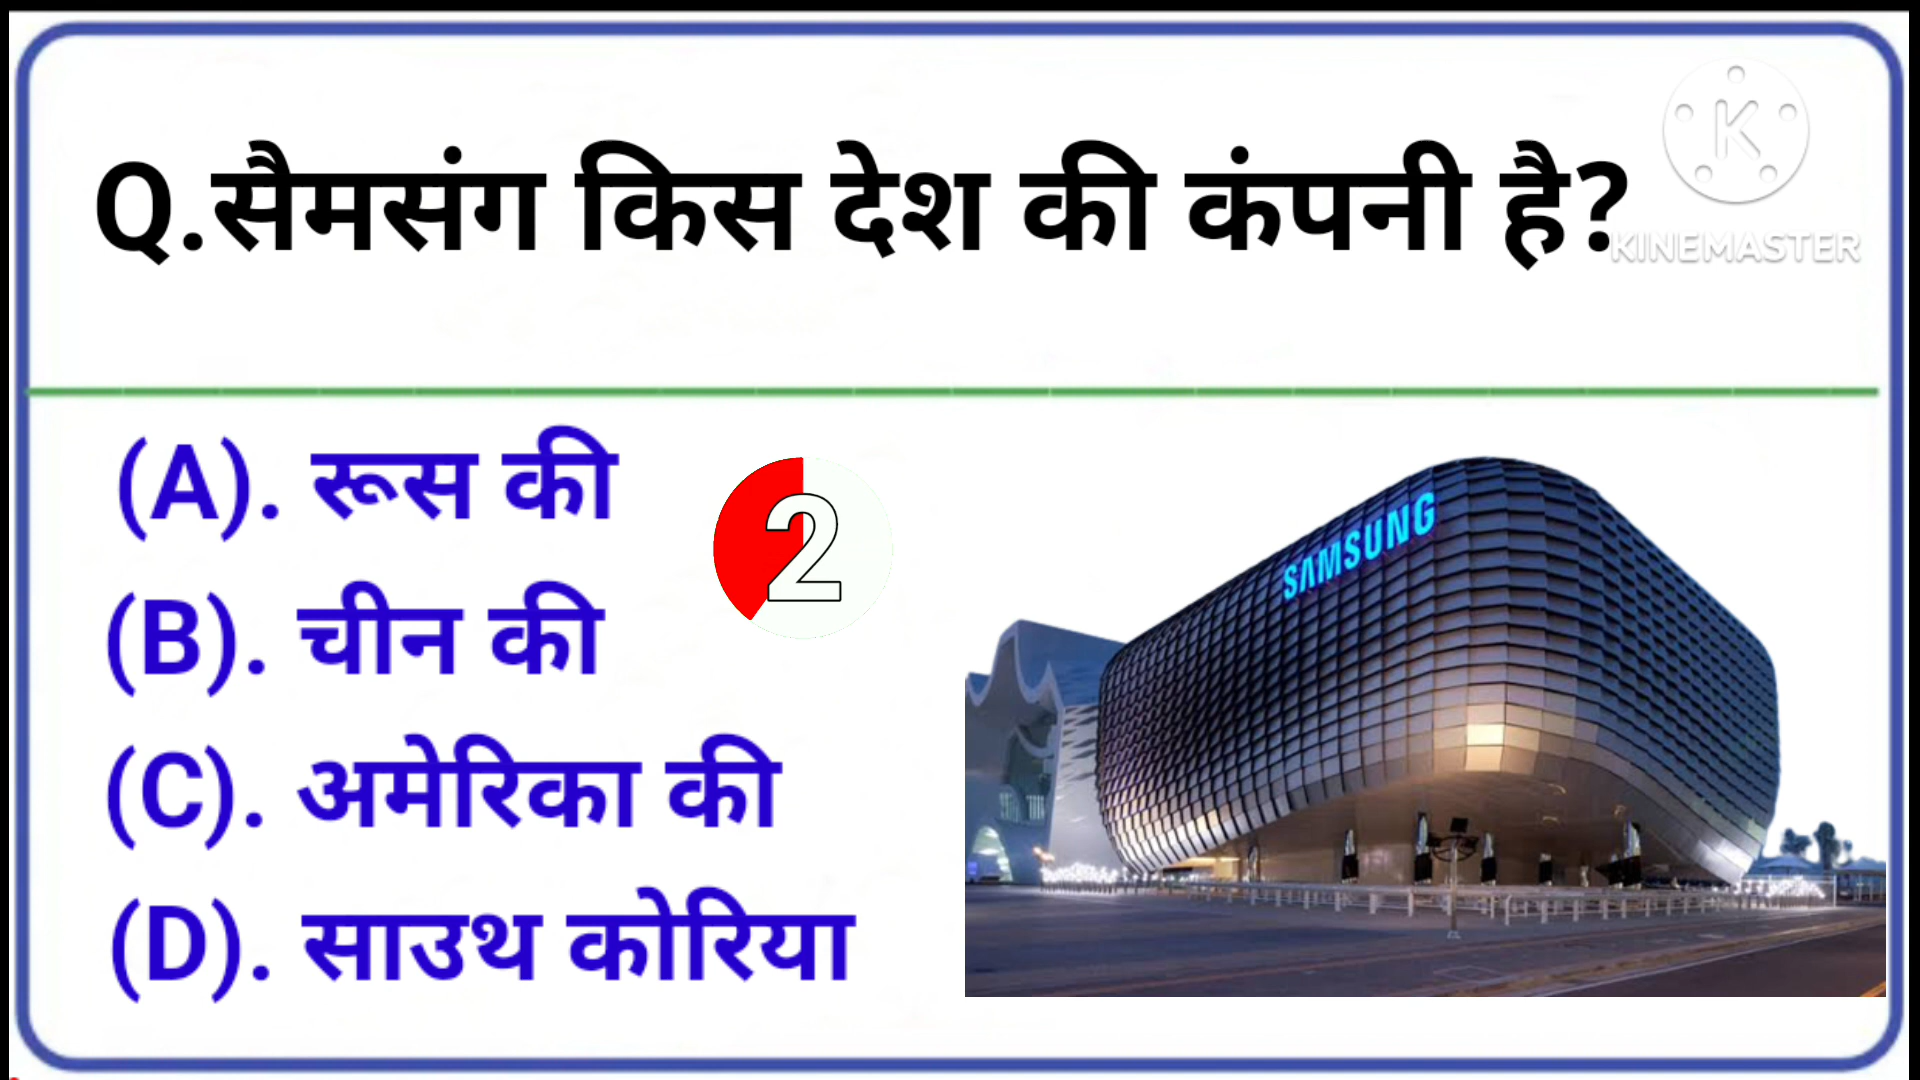 Q.सैमसंग किस देश की कंपनी है?
KINEMASTER
(A). रूस की
2
(B). चीन की
(C). अमेरिका की
(D). साउथ कोरिया
SAMSUNG